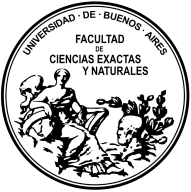 UNIVERSIDAD · DE · BUENOS · AIRES
FACULTAD
DE
CIENCIAS EXACTAS
Y NATURALES